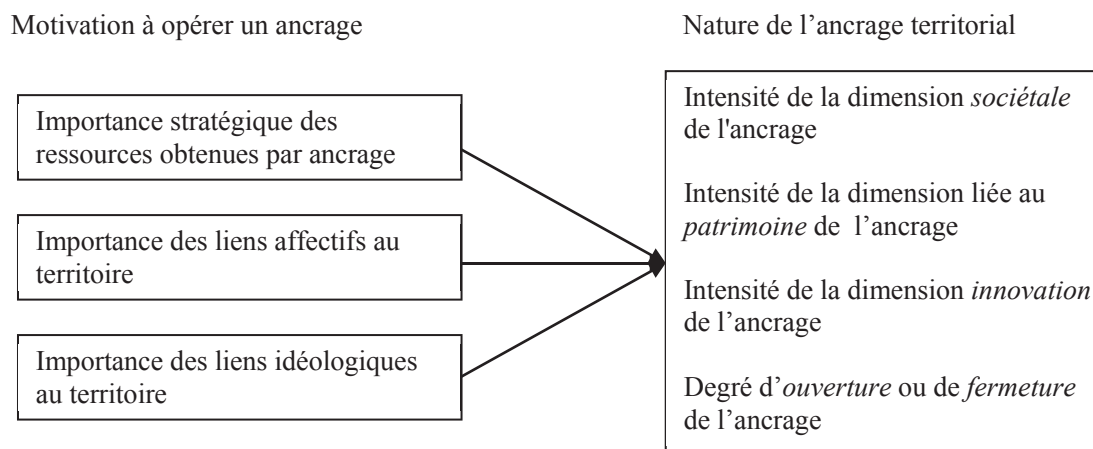 Motivation à opérer un ancrage
Nature de l'ancrage territorial
Importance stratégique des
ressources obtenues par ancrage
Importance des liens affectifs au
territoire
Importance des liens idéologiques
au territoire
Intensité de la dimension sociétale
de l'ancrage
Intensité de la dimension liée au
patrimoine de l’ancrage
Intensité de la dimension innovation
de l’ancrage
Degré d’ouverture ou de fermeture
de l’ancrage